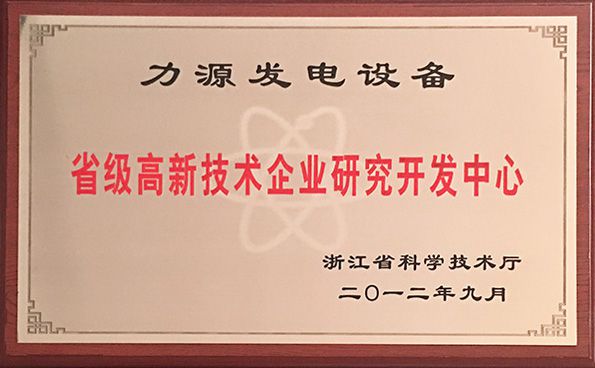 力源发电设备
省级高新技术企业研究开发中心
浙江省科学技术厅
二〇一二年九月